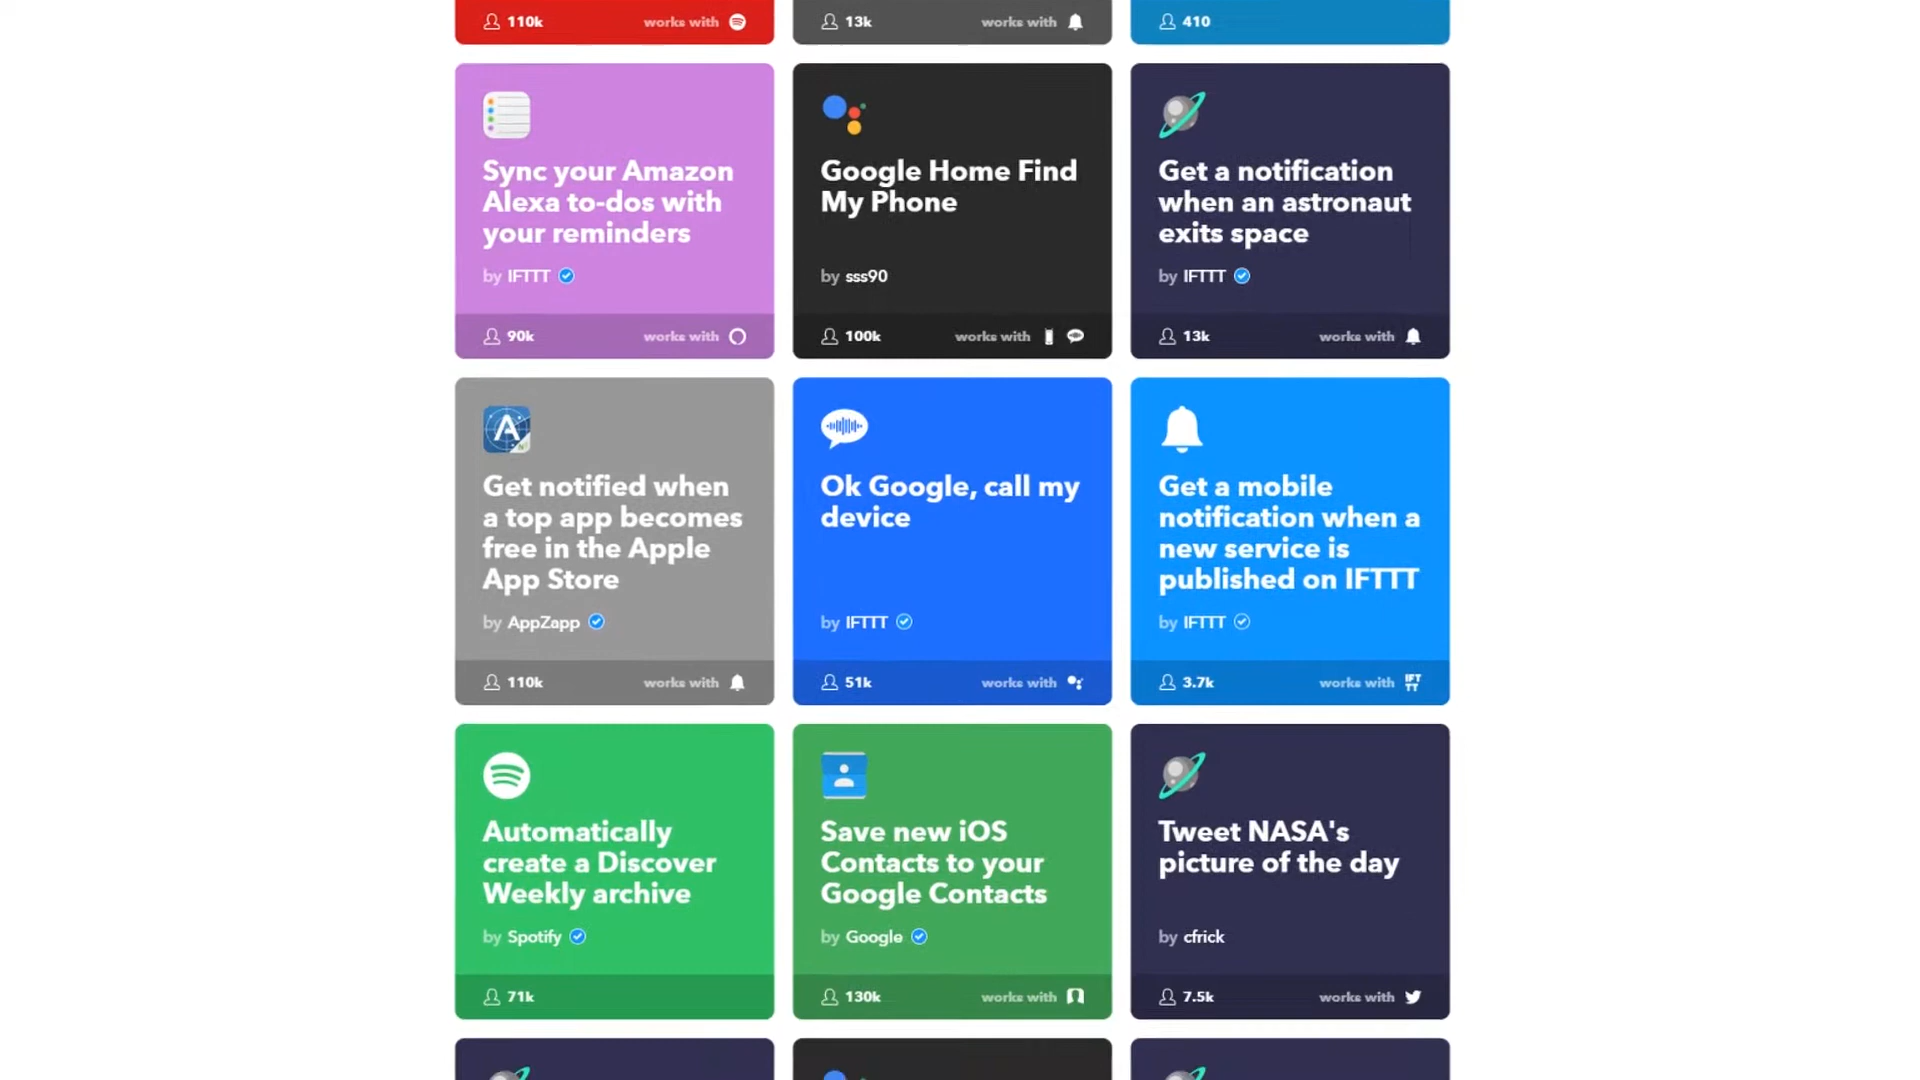 110k works with
13k works with
410
Sync your Amazon
Alexa to-dos with
your reminders
by IFTTT
90k works with
Google Home Find
My Phone
by sss90
100k works with
Get a notification
when an astronaut
exits space
by IFTTT
13k works with
Get notified when
a top app becomes
free in the Apple
App Store
by AppZapp
110k works with
Ok Google, call my
device
by IFTTT
51k works with
Get a mobile
notification when a
new service is
published on IFTTT
by IFTTT
3.7k works with IFTTT
Automatically
create a Discover
Weekly archive
by Spotify
71k
Save new iOS
Contacts to your
Google Contacts
by Google
130k works with
Tweet NASA's
picture of the day
by cfrick
7.5k works with